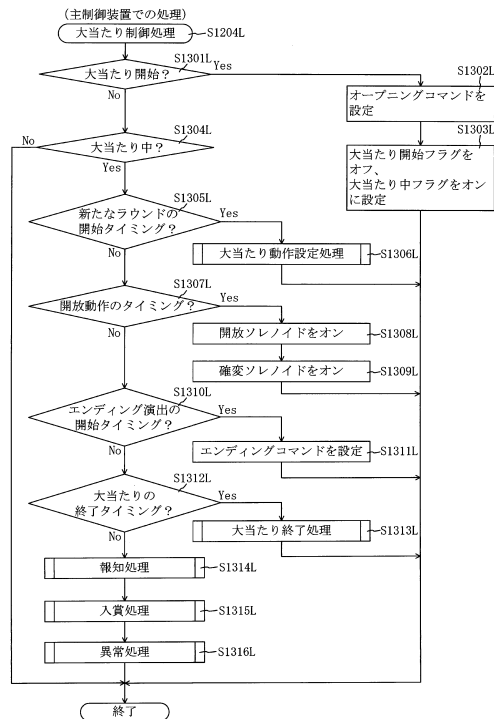 (主制御装置での処理)
大当たり制御処理
S1204L
S1301L
大当たり開始？
Yes
No
S1302L
オープニングコマンドを
設定
S1303L
大当たり開始フラグを
オフ、
大当たり中フラグをオン
に設定
S1304L
No
大当たり中？
Yes
S1305L
新たなラウンドの
開始タイミング？
Yes
No
大当たり動作設定処理
S1306L
S1307L
開放動作のタイミング？
Yes
No
開放ソレノイドをオン
S1308L
確変ソレノイドをオン
S1309L
S1310L
エンディング演出の
開始タイミング？
Yes
No
エンディングコマンドを設定
S1311L
S1312L
大当たりの
終了タイミング？
Yes
No
大当たり終了処理
S1313L
報知処理
S1314L
入賞処理
S1315L
異常処理
S1316L
終了